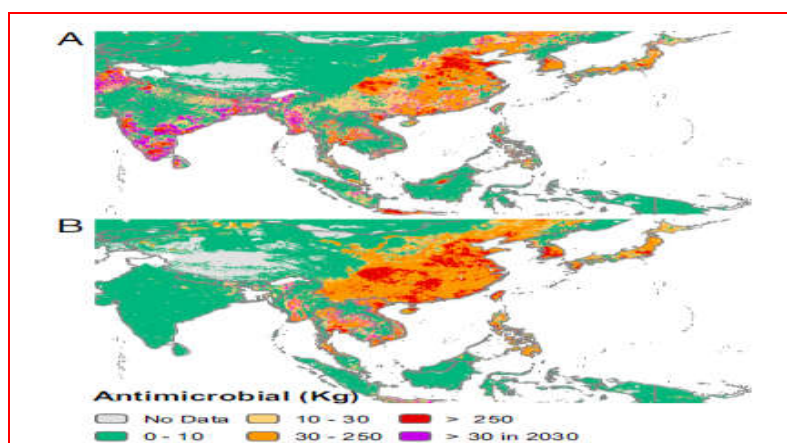 A
B
Antimicrobial (Kg)
No Data 10 - 30 > 250
0 - 10 30 - 250 > 30 in 2030